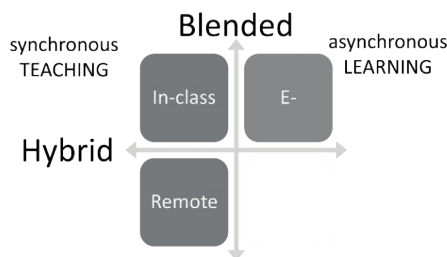 Blended
synchronous
TEACHING
asynchronous
LEARNING
In-class
E-
Hybrid
Remote